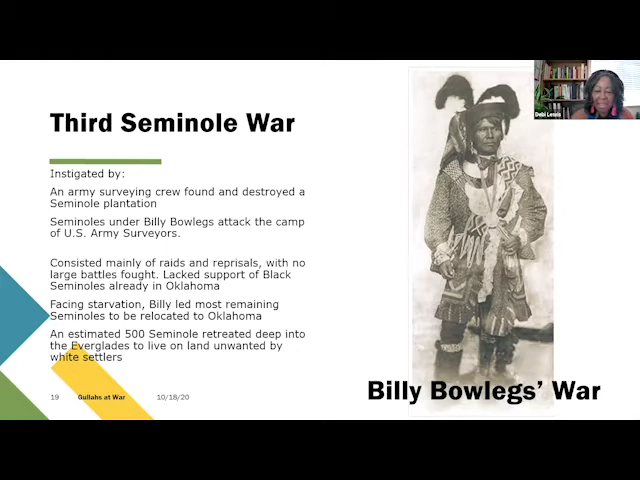 Third Seminole War
Instigated by:
An army surveying crew found and destroyed a
Seminole plantation
Seminoles under Billy Bowlegs attack the camp
of U.S. Army Surveyors.
Consisted mainly of raids and reprisals, with no
large battles fought. Lacked support of Black
Seminoles already in Oklahoma
Facing starvation, Billy led most remaining
Seminoles to be relocated to Oklahoma
An estimated 500 Seminole retreated deep into
the Everglades to live on land unwanted by
white settlers
19 Gullahs at War 10/18/20
Billy Bowlegs’ War